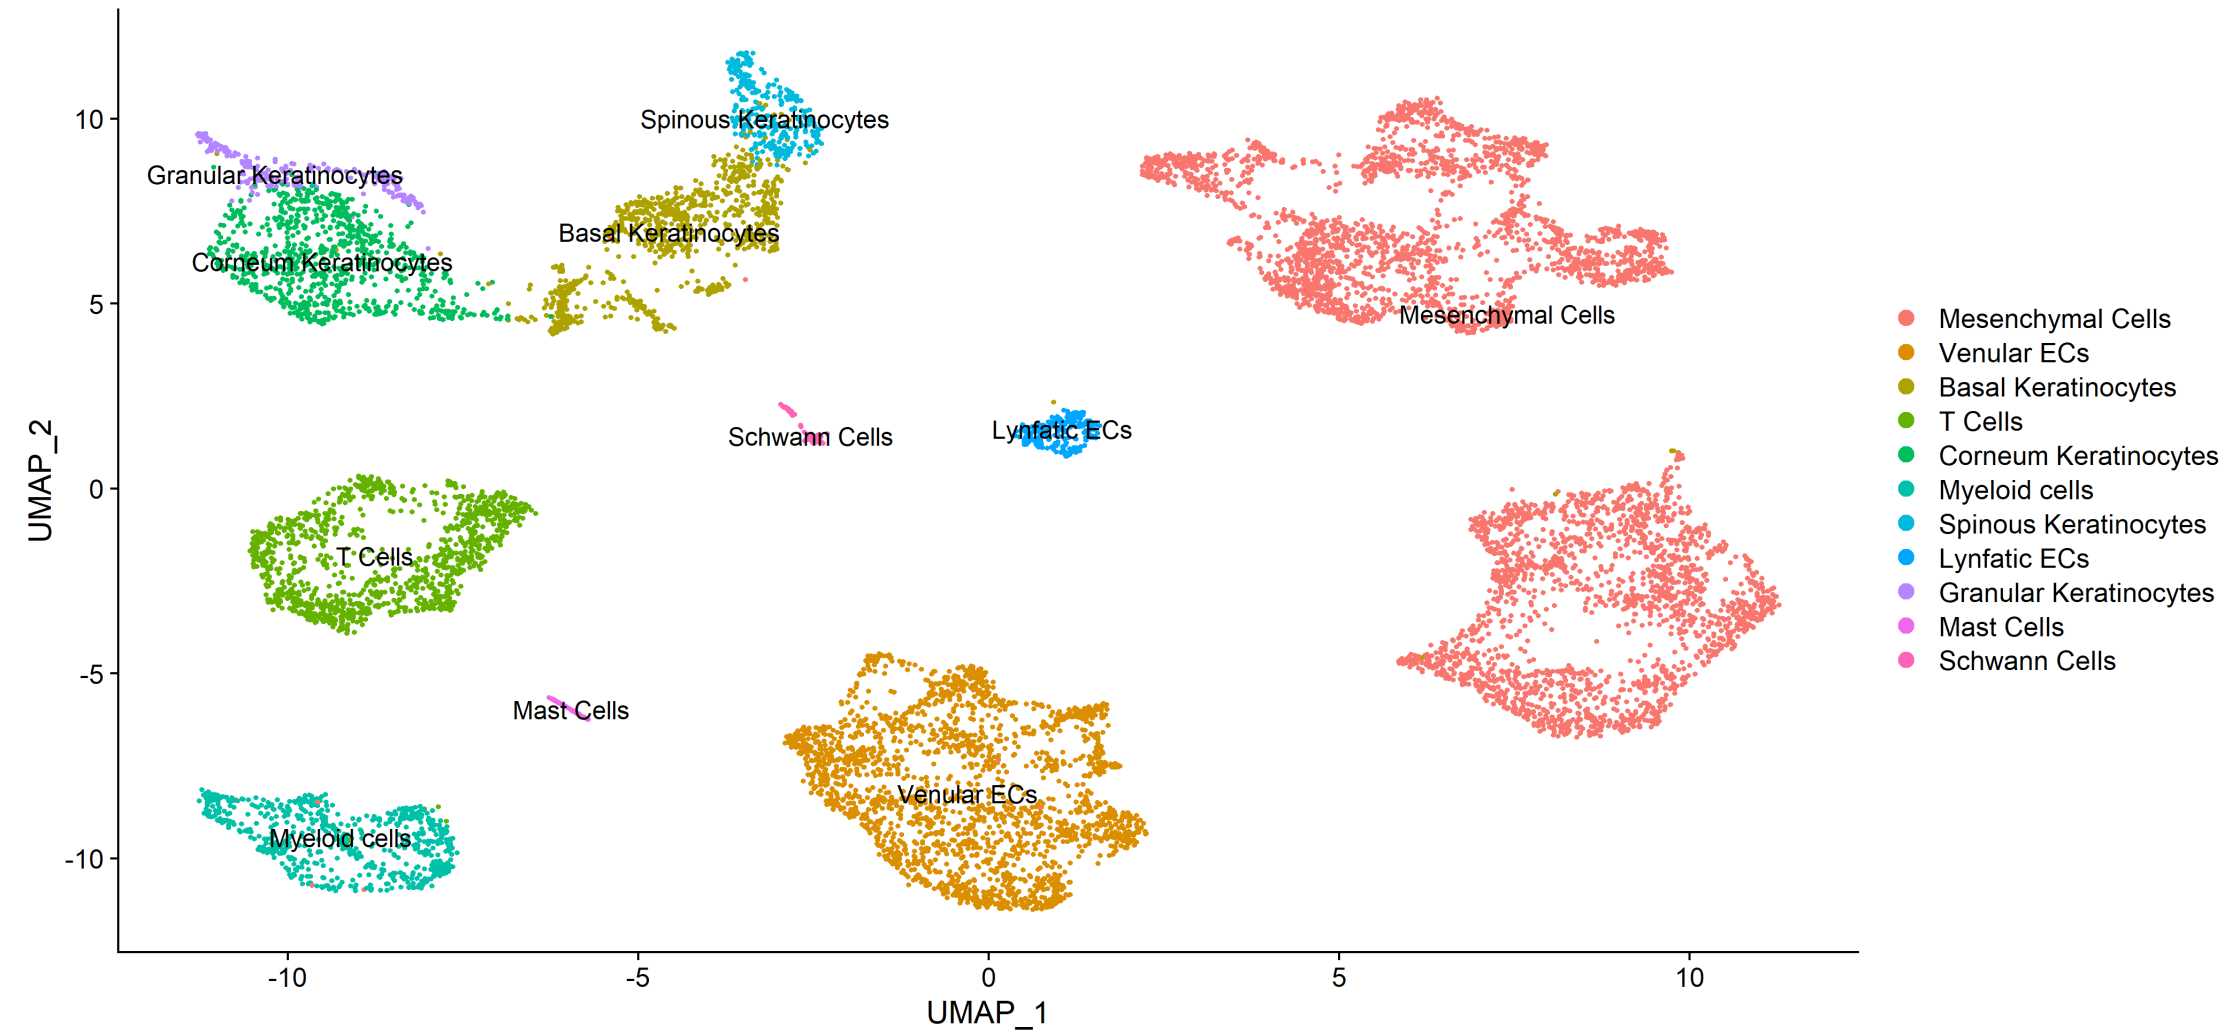 10
5
0
-5
-10
UMAP_2
Spinous Keratinocytes
Granular Keratinocytes
Basal Keratinocytes
Corneum Keratinocytes
Mesenchymal Cells
Schwann Cells
Lynfatic ECs
T Cells
Mast Cells
Venular ECs
Myeloid cells
-10
-5
0
5
10
UMAP_1
Mesenchymal Cells
Venular ECs
Basal Keratinocytes
T Cells
Corneum Keratinocytes
Myeloid cells
Spinous Keratinocytes
Lynfatic ECs
Granular Keratinocytes
Mast Cells
Schwann Cells